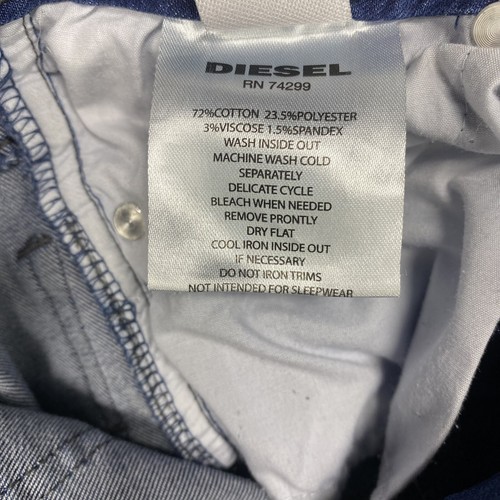 DIESEL
RN 74299
72%COTTON 23.5%POLYESTER
3%VISCOSE 1.5%SPANDEX
WASH INSIDE OUT
MACHINE WASH COLD
SEPARATELY
DELICATE CYCLE
BLEACH WHEN NEEDED
REMOVE PRONTLY
DRY FLAT
COOL IRON INSIDE OUT
IF NECESSARY
DO NOT IRON TRIMS
NOT INTENDED FOR SLEEPWEAR